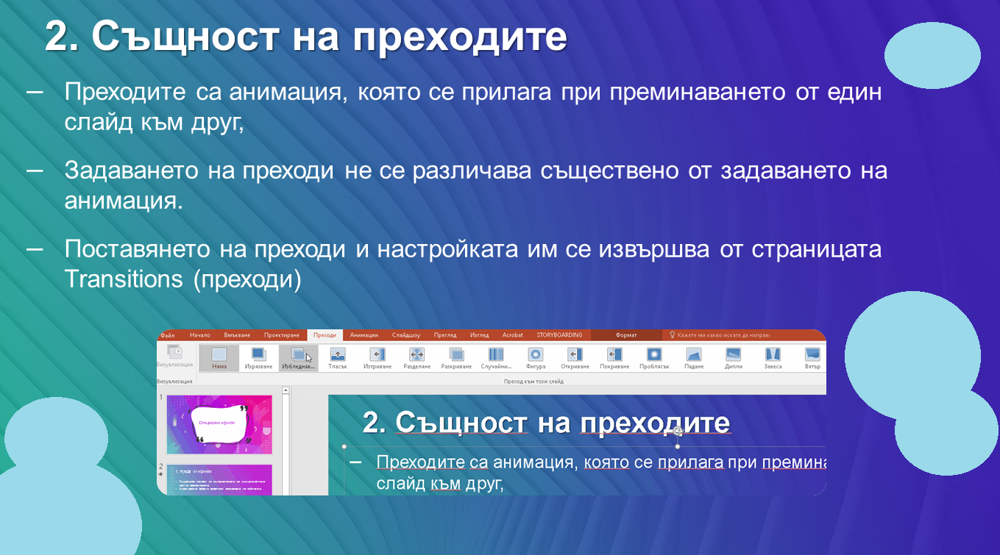 2. Същност на преходите
– Преходите са анимация, която се прилага при преминаването от един
слайд към друг,
– Задаването на преходи не се различава съществено от задаването на
анимация.
– Поставянето на преходи и настройката им се извършва от страницата
Transitions (преходи)
Файл Начало Вмъкване Проектиране Преходи Анимации Слайдшоу Преглед Изглед Acrobat STORYBOARDING Формат Кажете ми какво искате да направи
Визуализация Няма Изрязване Избледняв... Тласък Изтриване Разделяне Разкриване Случайни... Фигура Откриване Покриване Проблясък Падане Дипли Завеса Вятър
Визуализация Преход към този слайд
1
Специални ефекти
2
2. Същност на преходите
– Преходите са анимация, която се прилага при премина
слайд към друг,